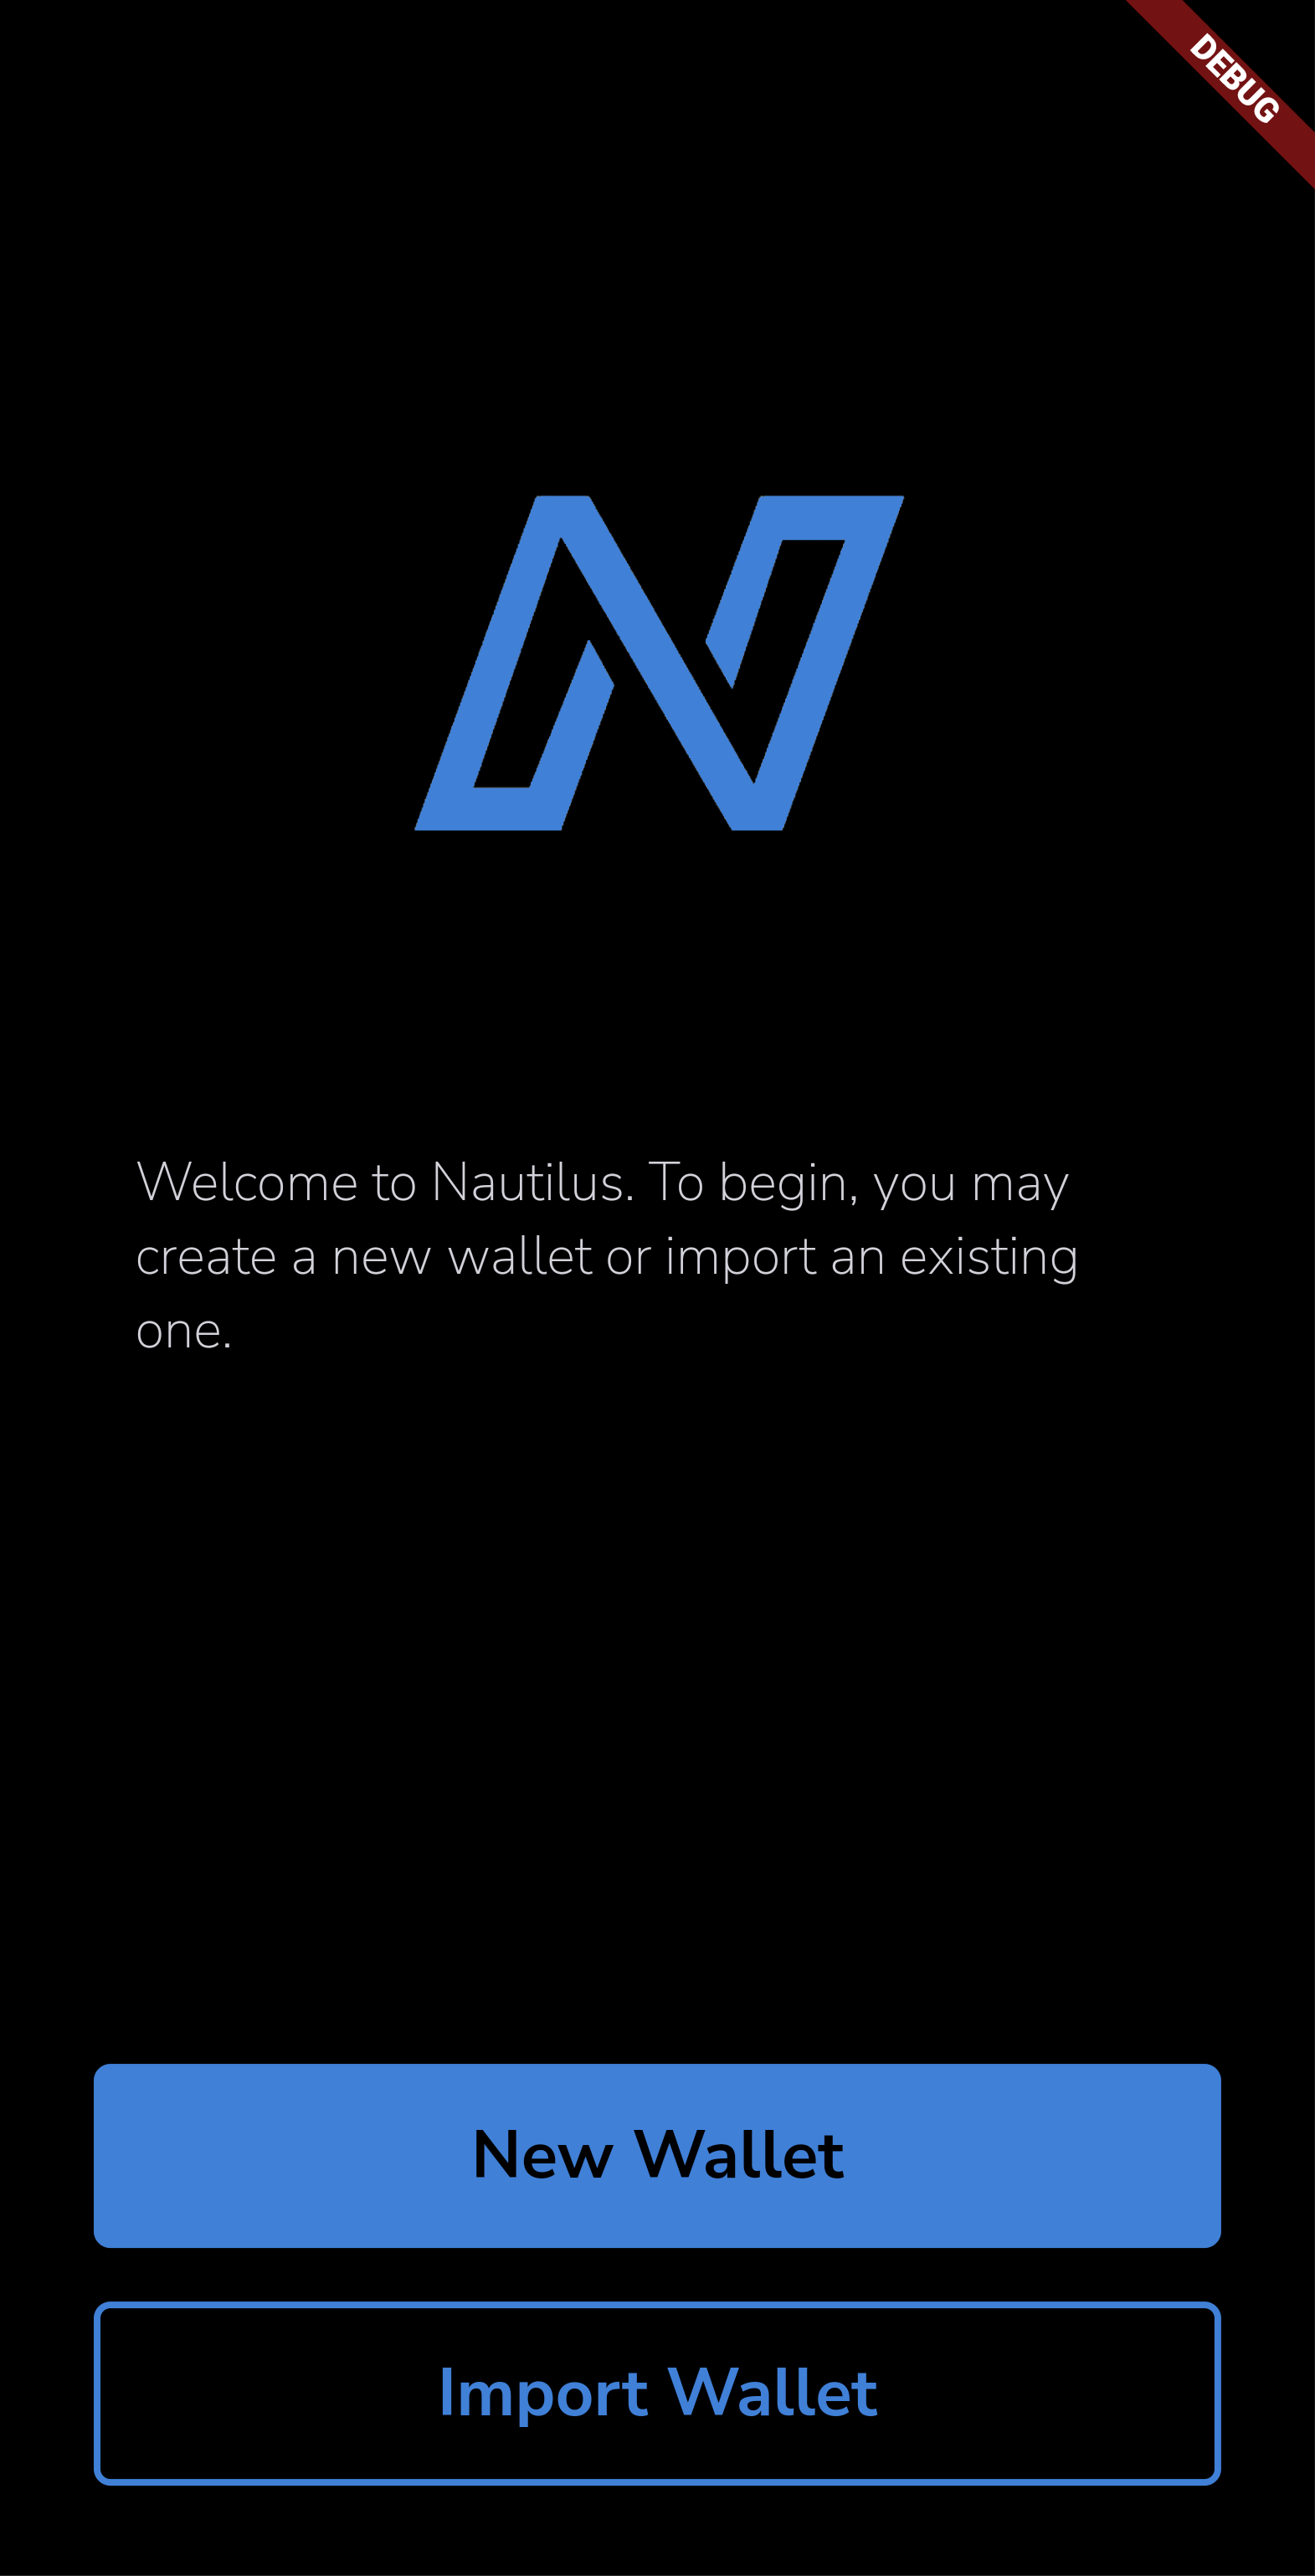 DEBUG
Welcome to Nautilus. To begin, you may
create a new wallet or import an existing
one.
New Wallet
Import Wallet